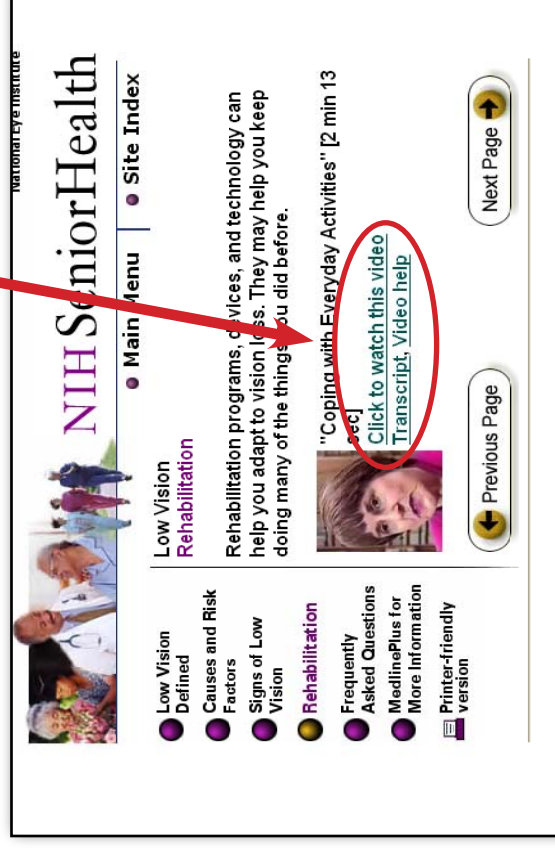 National Eye Institute
NIH SeniorHealth
Main Menu
Site Index
Low Vision
Defined
Causes and Risk
Factors
Signs of Low
Vision
Rehabilitation
Frequently
Asked Questions
MedlinePlus for
More Information
Printer-friendly
version
Low Vision
Rehabilitation
Rehabilitation programs, devices, and technology can
help you adapt to vision loss. They may help you keep
doing many of the things you did before.
"Coping with Everyday Activities" [2 min 13
sec]
Click to watch this video
Transcript, Video help
Previous Page
Next Page